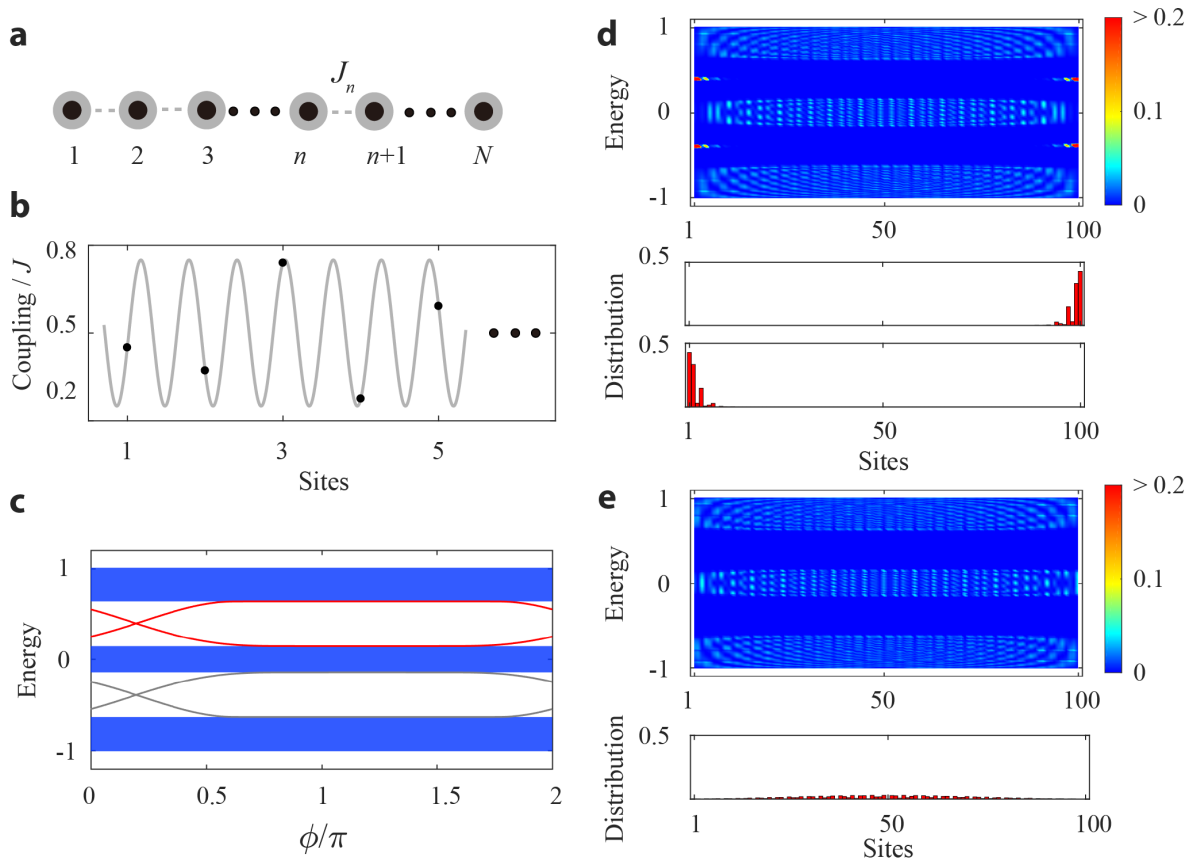 a
J_n
1 2 3 n n+1 N
b
Coupling / J
0.8
0.5
0.2
1 3 5
Sites
c
Energy
1
0
-1
0 0.5 1 1.5 2
ϕ/π
d
Energy
1
0
-1
1 50 100
> 0.2
0.1
0
Distribution
0.5
0.5
1 50 100
Sites
e
Energy
1
0
-1
1 50 100
> 0.2
0.1
0
Distribution
0.5
1 50 100
Sites